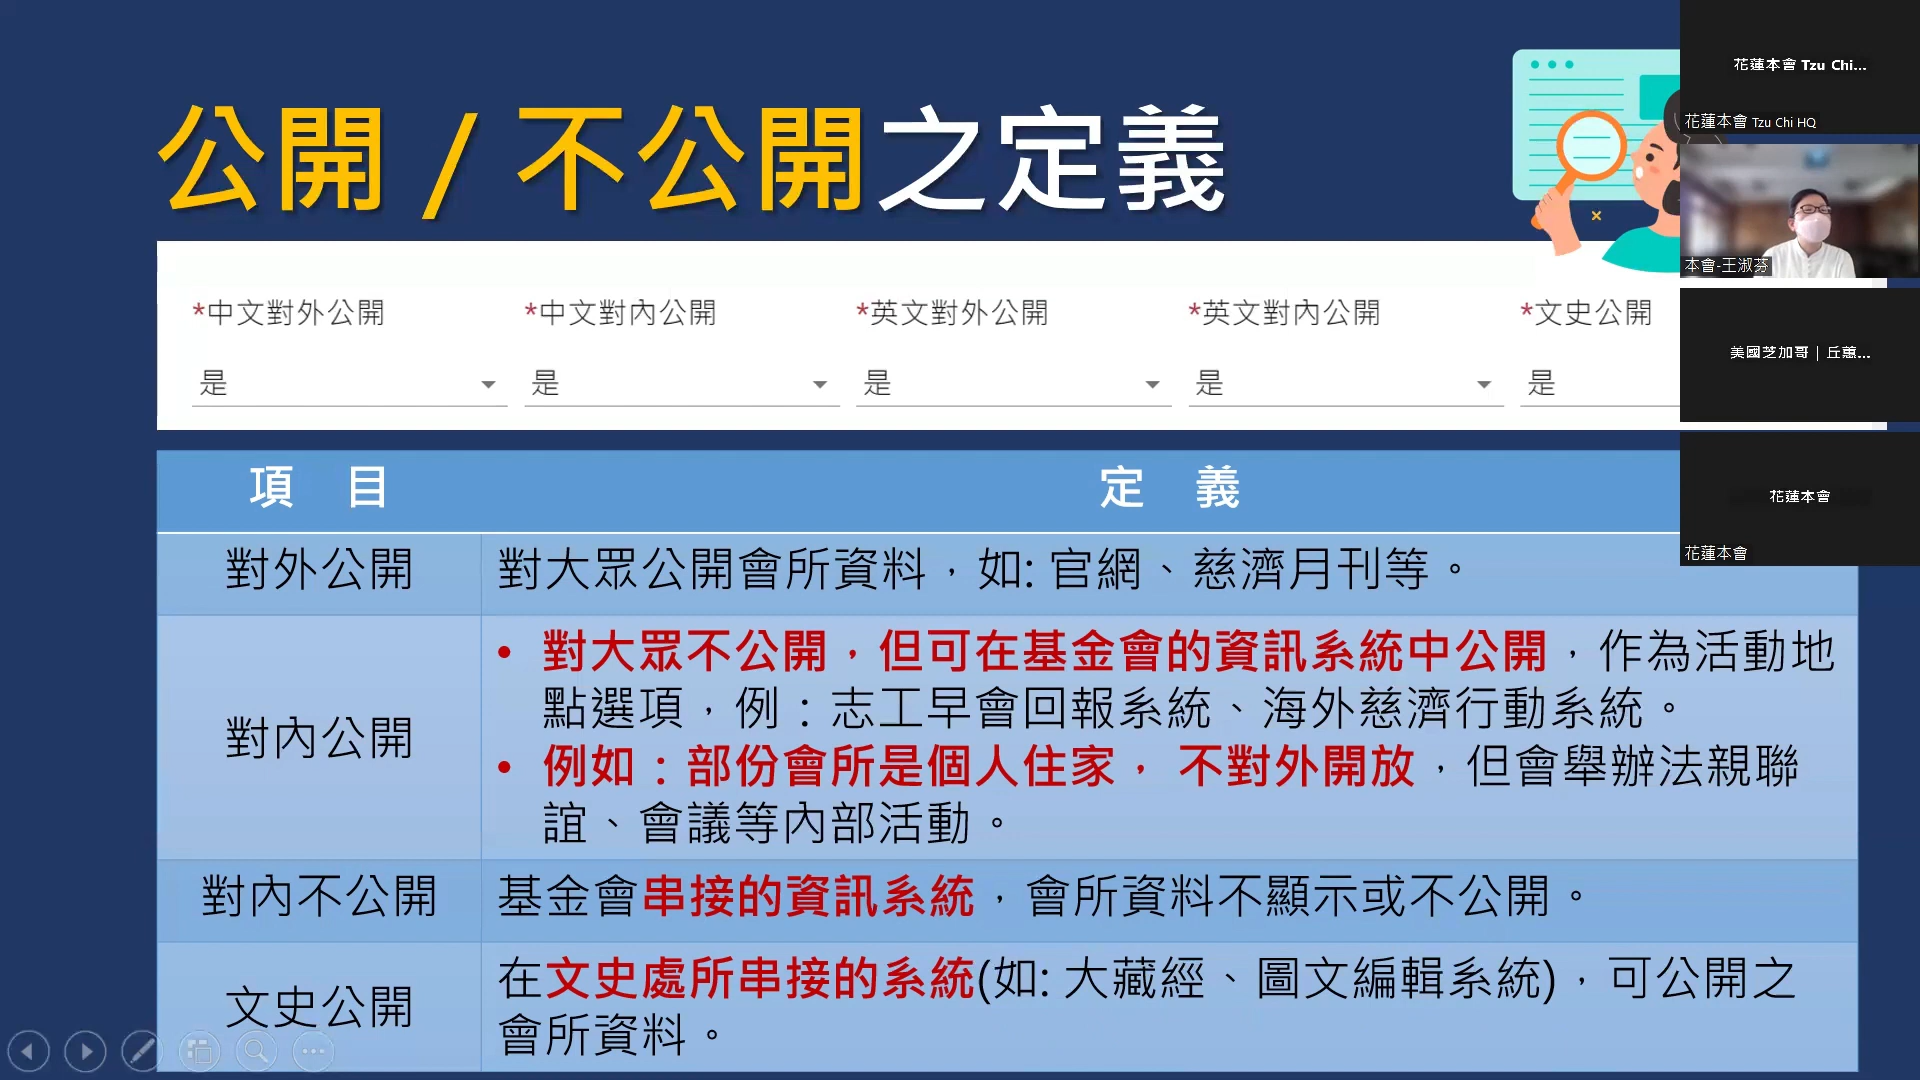 公開 / 不公開之定義
*中文對外公開
*中文對內公開
*英文對外公開
*英文對內公開
*文史公開
是
是
是
是
是
項 目
定 義
對外公開
對大眾公開會所資料，如: 官網、慈濟月刊等。
對內公開
• 對大眾不公開，但可在基金會的資訊系統中公開，作為活動地
點選項，例：志工早會回報系統、海外慈濟行動系統。
• 例如：部份會所是個人住家， 不對外開放，但會舉辦法親聯
誼、會議等內部活動。
對內不公開
基金會串接的資訊系統，會所資料不顯示或不公開。
文史公開
在文史處所串接的系統(如: 大藏經、圖文編輯系統)，可公開之
會所資料。
花蓮本會 Tzu Chi...
花蓮本會 Tzu Chi HQ
本會-王淑芬
美國芝加哥｜丘蕙...
花蓮本會
花蓮本會